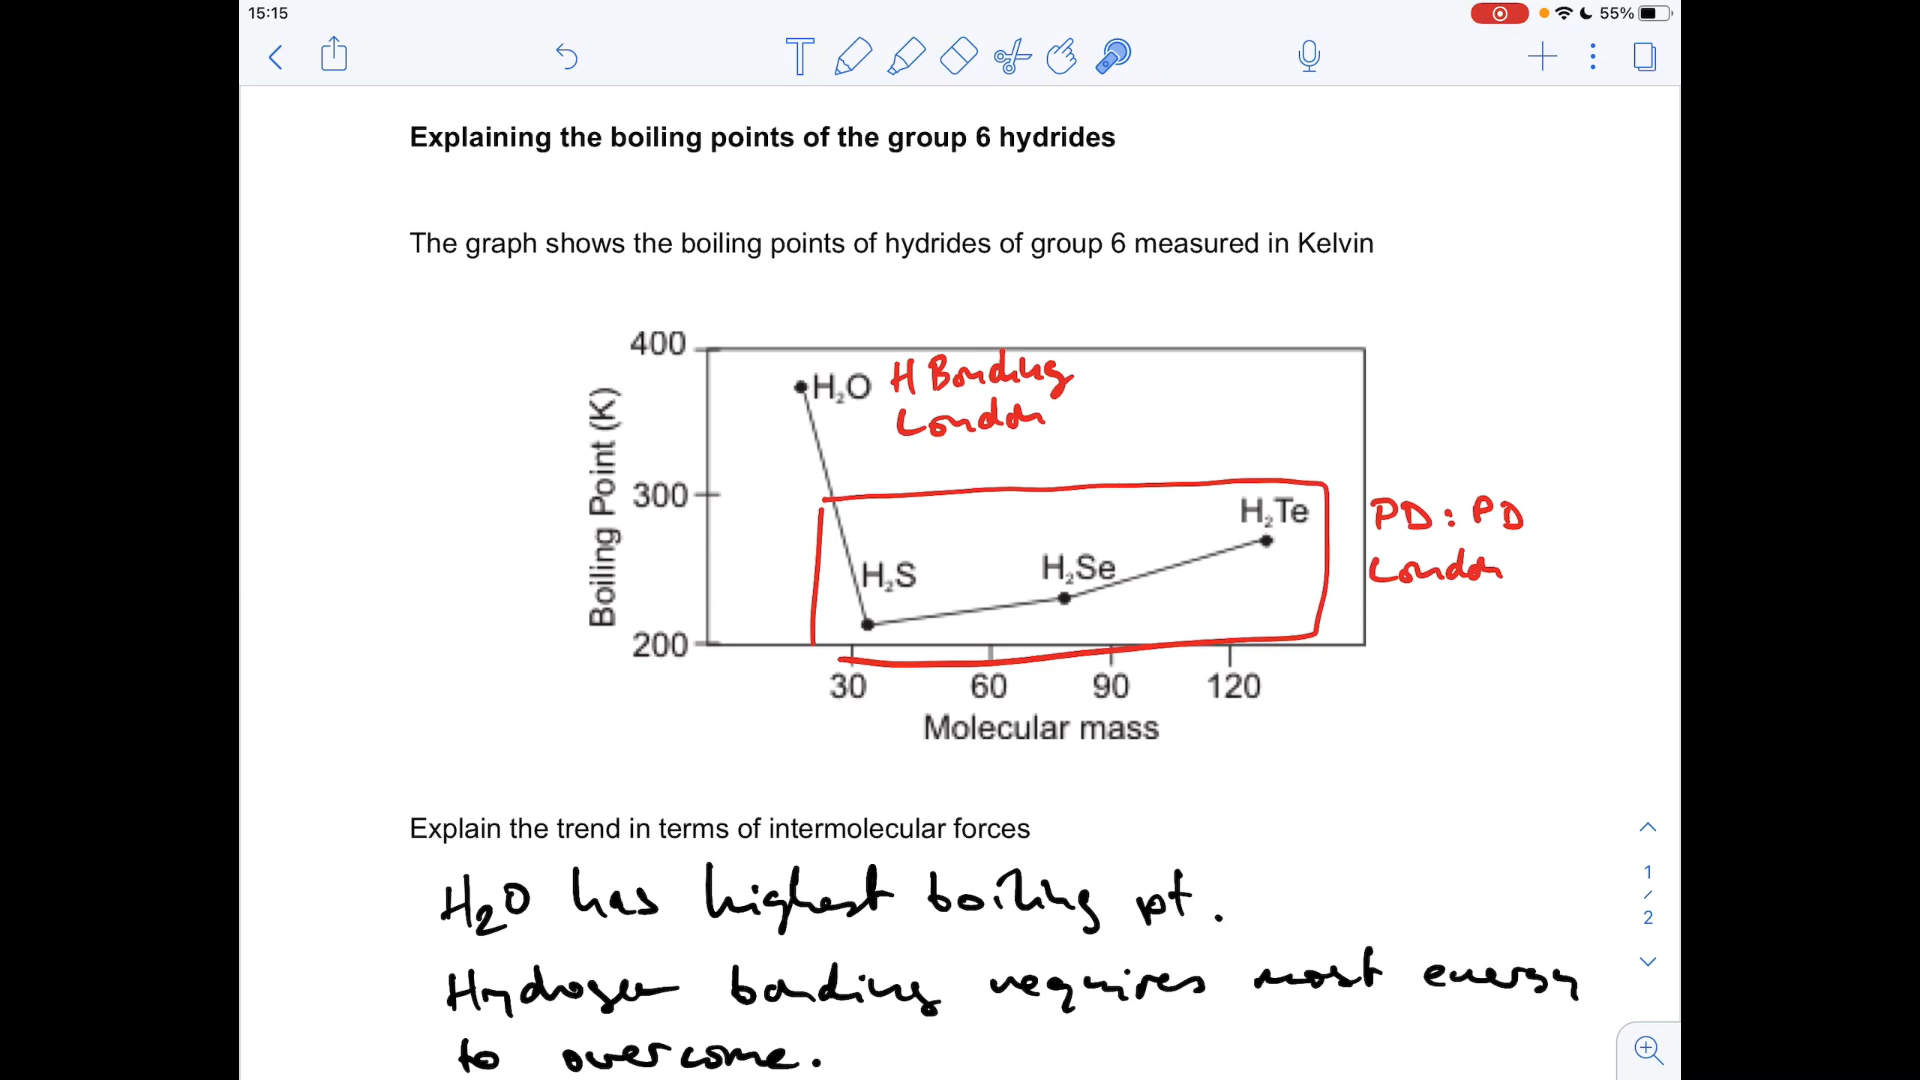 15:15
55%
Explaining the boiling points of the group 6 hydrides
The graph shows the boiling points of hydrides of group 6 measured in Kelvin
400
H₂O H Bonding
London
Boiling Point (K)
300
H₂Te
PD : PD
H₂S
H₂Se
London
200
30 60 90 120
Molecular mass
Explain the trend in terms of intermolecular forces
H₂O has highest boiling pt.
Hydrogen bonding requires most energy
to overcome.
1
/
2